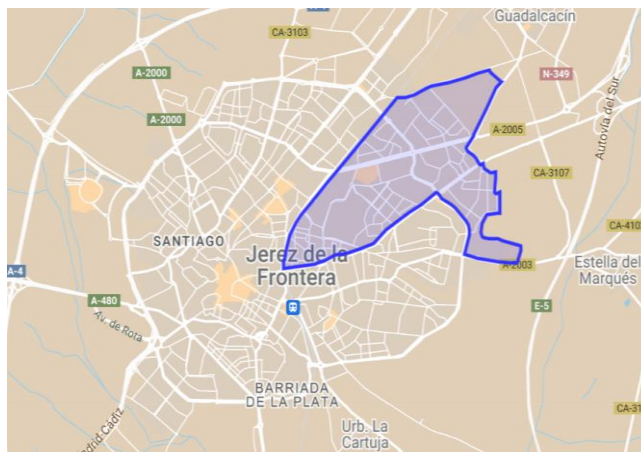 Guadalcacín
CA-3103
A-2000
N-349
A-2000
Autovía del Sur
A-2005
CA-3107
SANTIAGO
CA-4102
Jerez de la
Frontera
A-2003
Estella del
Marqués
A-4
A-480
E-5
Av. de Rota
BARRIADA
DE LA PLATA
Urb. La
Cartuja